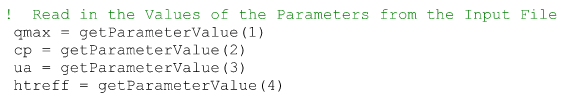 ! Read in the Values of the Parameters from the Input File
qmax = getParameterValue(1)
cp = getParameterValue(2)
ua = getParameterValue(3)
htreff = getParameterValue(4)